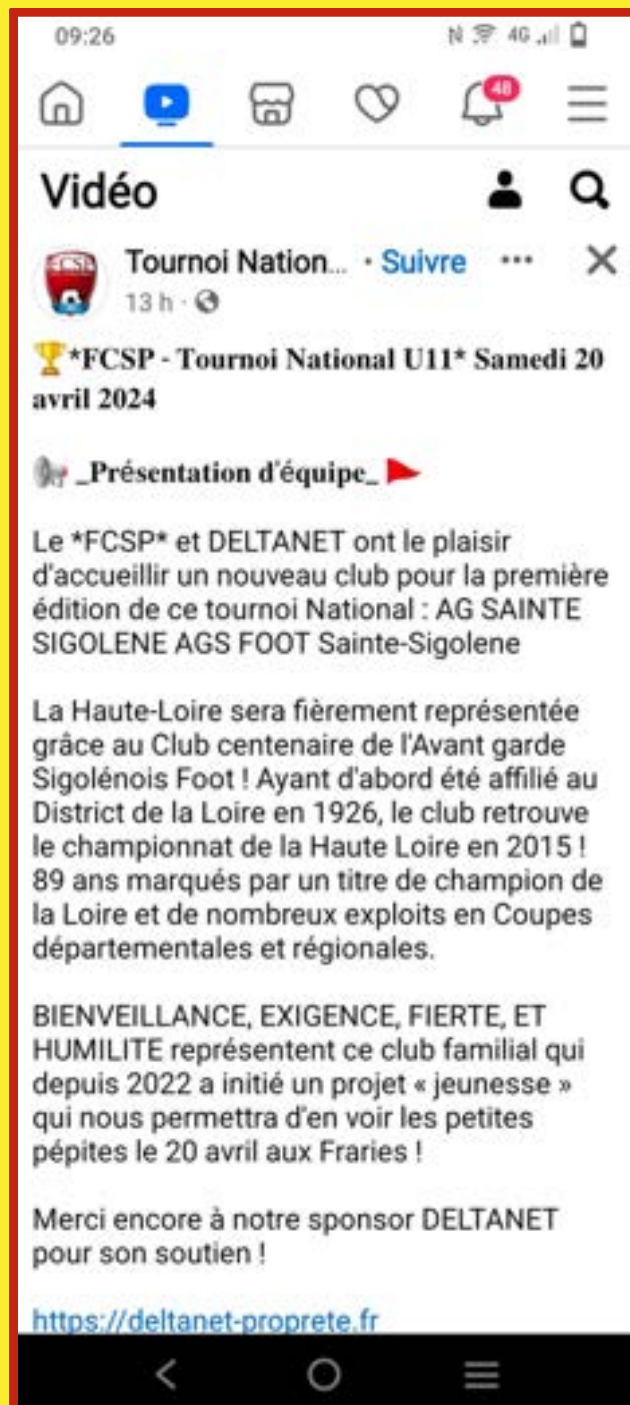 09:26
4G
48
Vidéo
FCSP
Tournoi Nation... · Suivre ...
13 h ·
🏆*FCSP - Tournoi National U11* Samedi 20
avril 2024
_Présentation d'équipe_ 🚩
Le *FCSP* et DELTANET ont le plaisir
d'accueillir un nouveau club pour la première
édition de ce tournoi National : AG SAINTE
SIGOLENE AGS FOOT Sainte-Sigolene
La Haute-Loire sera fièrement représentée
grâce au Club centenaire de l'Avant garde
Sigolénois Foot ! Ayant d'abord été affilié au
District de la Loire en 1926, le club retrouve
le championnat de la Haute Loire en 2015 !
89 ans marqués par un titre de champion de
la Loire et de nombreux exploits en Coupes
départementales et régionales.
BIENVEILLANCE, EXIGENCE, FIERTE, ET
HUMILITE représentent ce club familial qui
depuis 2022 a initié un projet « jeunesse »
qui nous permettra d'en voir les petites
pépites le 20 avril aux Fraries !
Merci encore à notre sponsor DELTANET
pour son soutien !
https://deltanet-proprete.fr